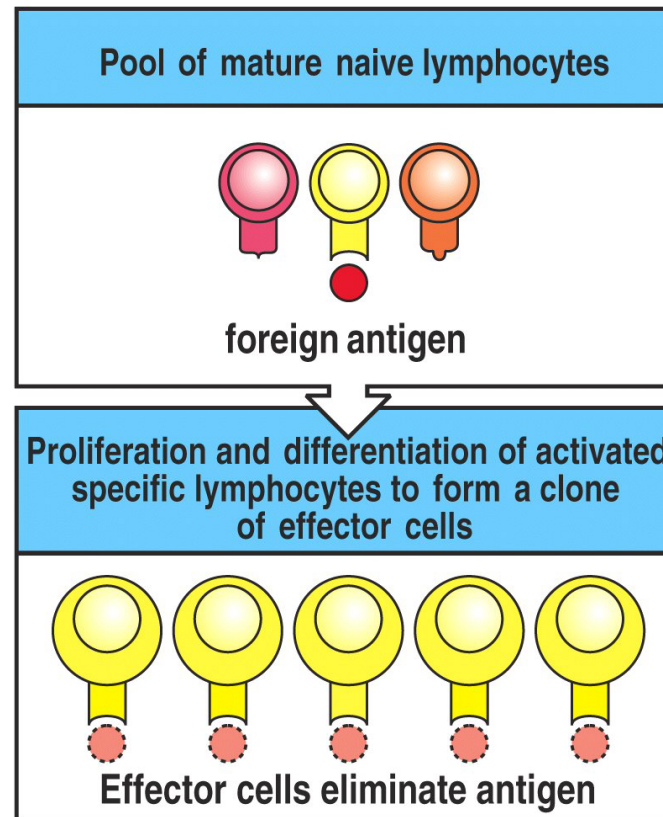 Pool of mature naive lymphocytes
foreign antigen
Proliferation and differentiation of activated
specific lymphocytes to form a clone
of effector cells
Effector cells eliminate antigen